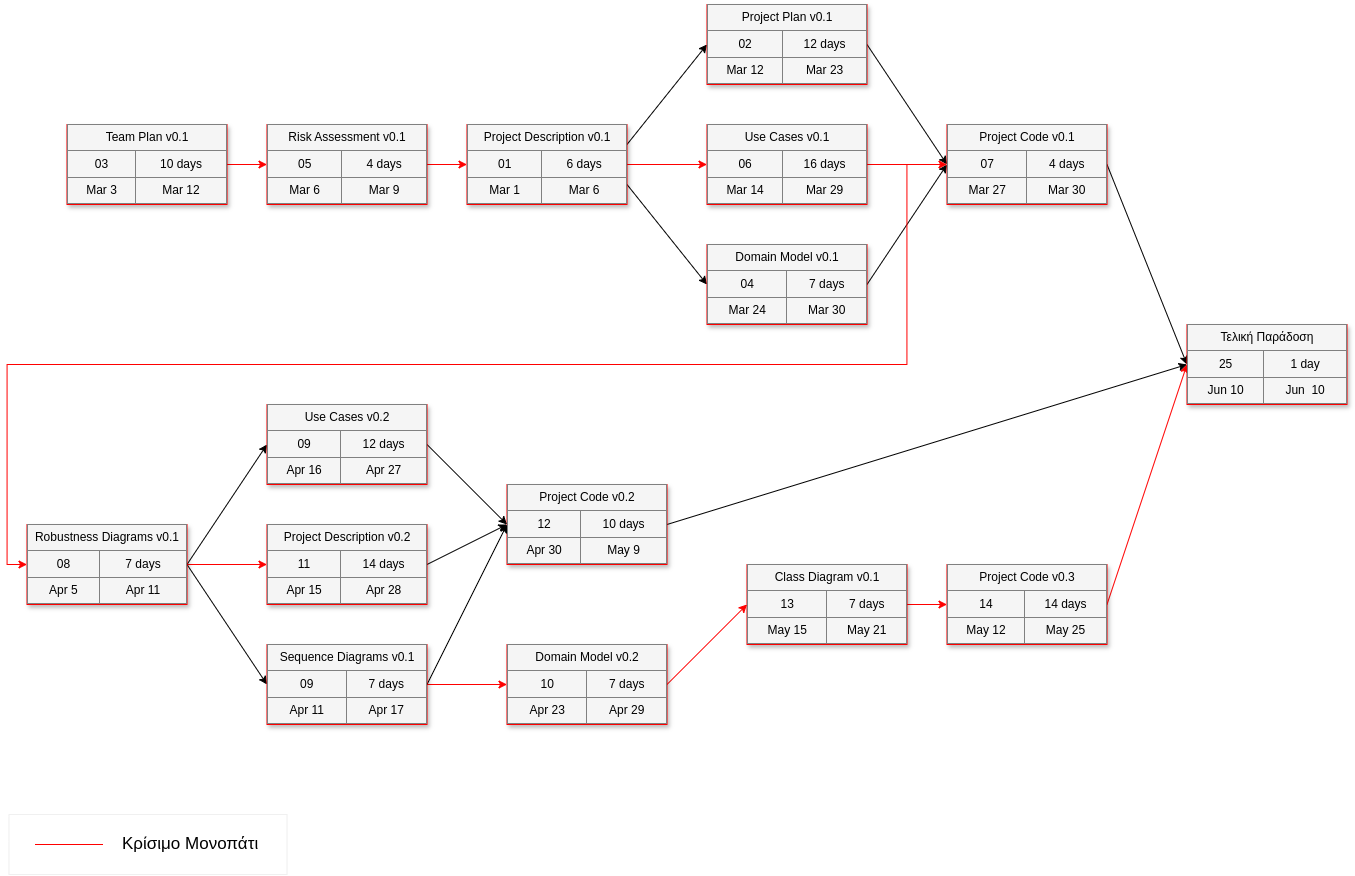 Project Plan v0.1
02 12 days
Mar 12 Mar 23
Team Plan v0.1
03 10 days
Mar 3 Mar 12
Risk Assessment v0.1
05 4 days
Mar 6 Mar 9
Project Description v0.1
01 6 days
Mar 1 Mar 6
Use Cases v0.1
06 16 days
Mar 14 Mar 29
Project Code v0.1
07 4 days
Mar 27 Mar 30
Domain Model v0.1
04 7 days
Mar 24 Mar 30
Τελική Παράδοση
25 1 day
Jun 10 Jun 10
Use Cases v0.2
09 12 days
Apr 16 Apr 27
Project Code v0.2
12 10 days
Apr 30 May 9
Robustness Diagrams v0.1
08 7 days
Apr 5 Apr 11
Project Description v0.2
11 14 days
Apr 15 Apr 28
Class Diagram v0.1
13 7 days
May 15 May 21
Project Code v0.3
14 14 days
May 12 May 25
Sequence Diagrams v0.1
09 7 days
Apr 11 Apr 17
Domain Model v0.2
10 7 days
Apr 23 Apr 29
Κρίσιμο Μονοπάτι